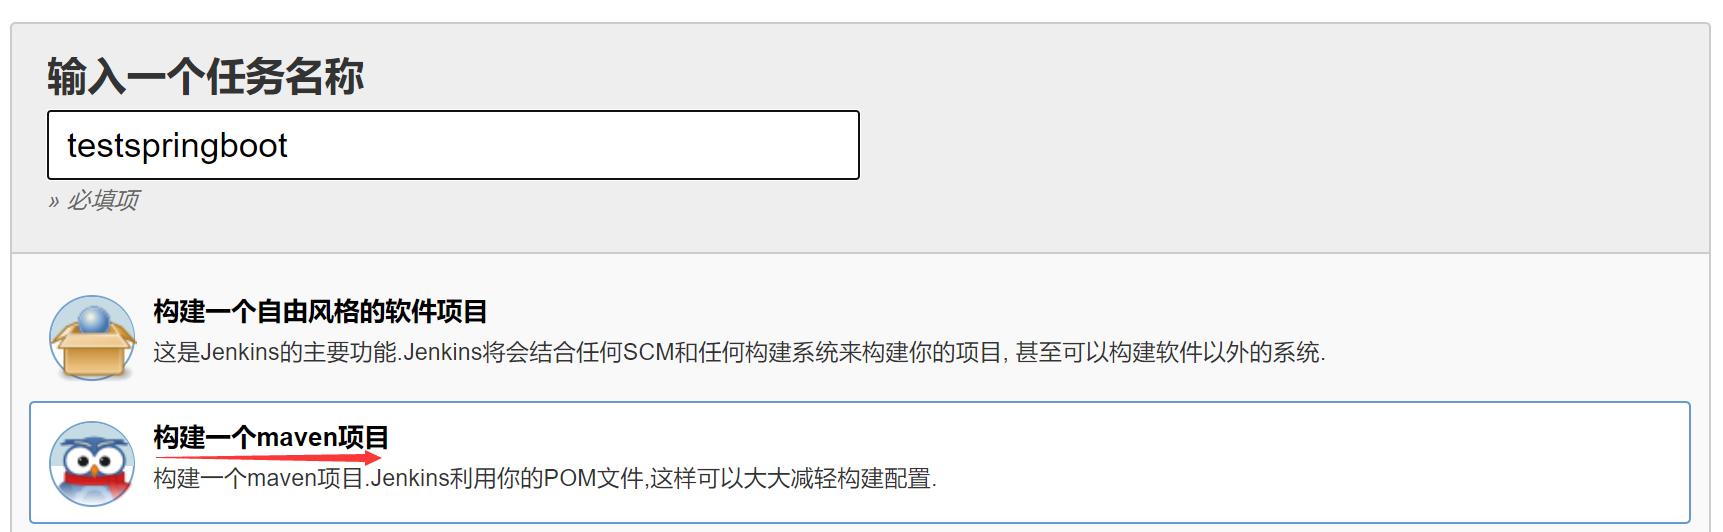 输入一个任务名称
testspringboot
» 必填项
构建一个自由风格的软件项目
这是Jenkins的主要功能.Jenkins将会结合任何SCM和任何构建系统来构建你的项目, 甚至可以构建软件以外的系统.
构建一个maven项目
构建一个maven项目.Jenkins利用你的POM文件,这样可以大大减轻构建配置.